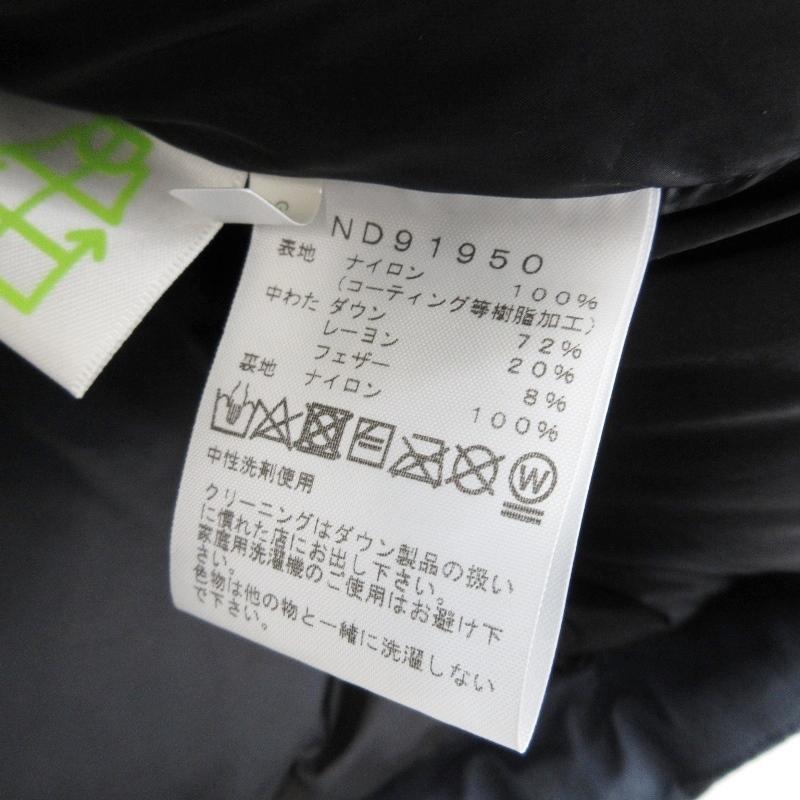 ND91950
表地 ナイロン 100%
(コーティング等樹脂加工)
中わた ダウン 72%
レーヨン 20%
フェザー 8%
裏地 ナイロン 100%
W
中性洗剤使用
クリーニングはダウン製品の扱い
に慣れた店にお出し下さい。
家庭用洗濯機のご使用はお避け下
さい。
色物は他の物と一緒に洗濯しない
で下さい。